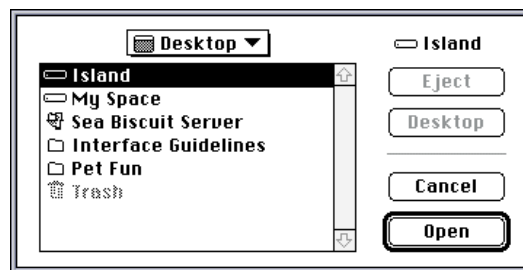 Desktop
Island
Island
Eject
My Space
Sea Biscuit Server
Desktop
Interface Guidelines
Pet Fun
Trash
Cancel
Open